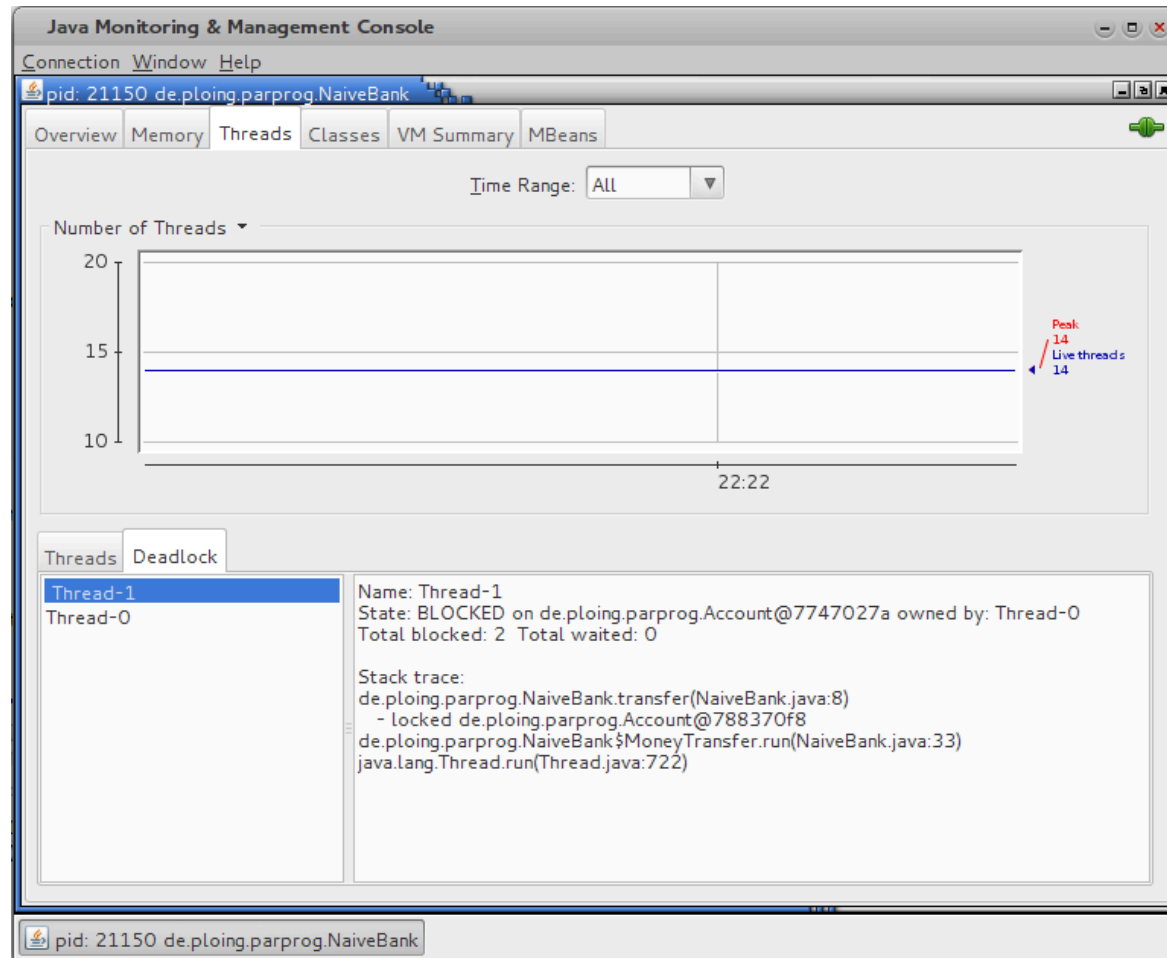 Java Monitoring & Management Console
Connection Window Help
pid: 21150 de.ploing.parprog.NaiveBank
Overview Memory Threads Classes VM Summary MBeans
Time Range: All
Number of Threads
20
15
10
Peak
14
Live threads
14
22:22
Threads Deadlock
Thread-1
Thread-0
Name: Thread-1
State: BLOCKED on de.ploing.parprog.Account@7747027a owned by: Thread-0
Total blocked: 2 Total waited: 0
Stack trace:
de.ploing.parprog.NaiveBank.transfer(NaiveBank.java:8)
- locked de.ploing.parprog.Account@788370f8
de.ploing.parprog.NaiveBank$MoneyTransfer.run(NaiveBank.java:33)
java.lang.Thread.run(Thread.java:722)
pid: 21150 de.ploing.parprog.NaiveBank